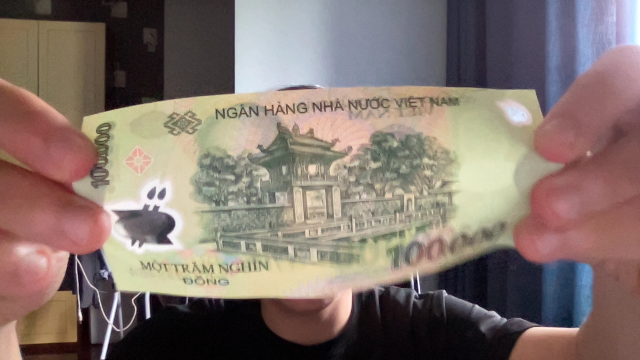 NGÂN HÀNG NHÀ NƯỚC VIỆT NAM
100000
MỘT TRĂM NGHÌN
ĐỒNG
100000